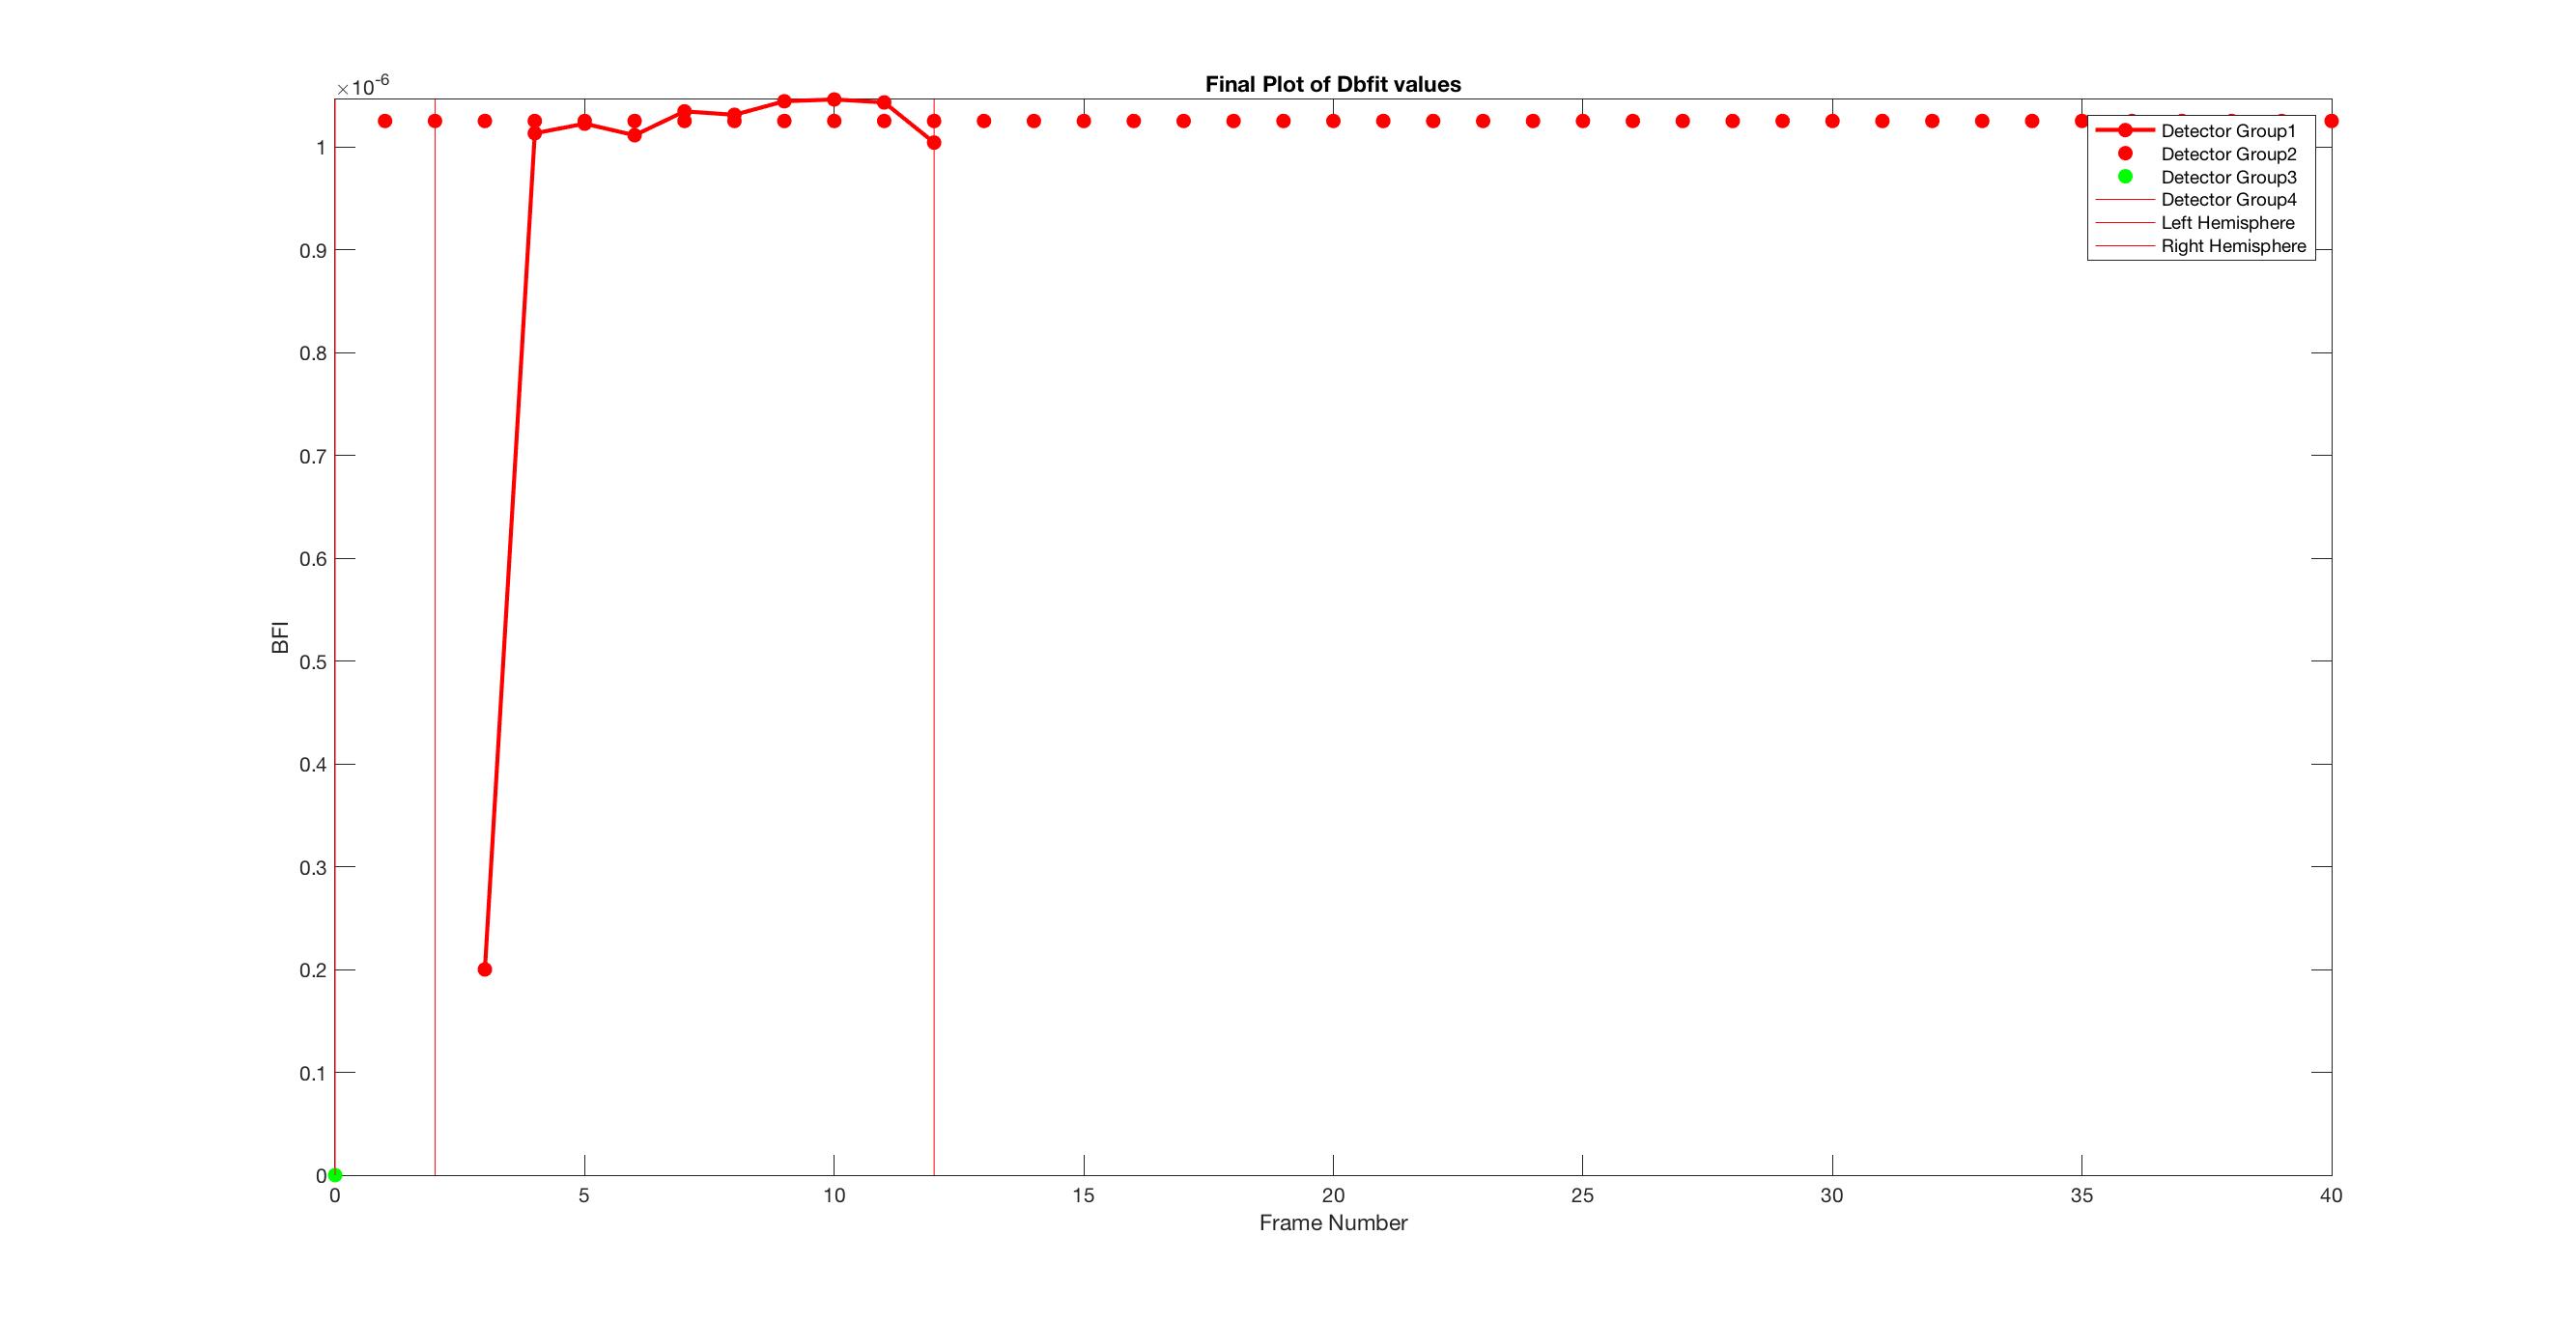 Final Plot of Dbfit values
×10-6
1
0.9
0.8
0.7
0.6
0.5
0.4
0.3
0.2
0.1
0
BFI
0 5 10 15 20 25 30 35 40
Frame Number
Detector Group1
Detector Group2
Detector Group3
Detector Group4
Left Hemisphere
Right Hemisphere